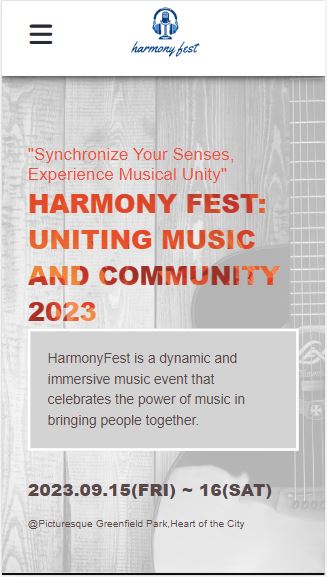 harmony fest
"Synchronize Your Senses,
Experience Musical Unity"
HARMONY FEST:
UNITING MUSIC
AND COMMUNITY
2023
HarmonyFest is a dynamic and
immersive music event that
celebrates the power of music in
bringing people together.
2023.09.15(FRI) ~ 16(SAT)
@Picturesque Greenfield Park,Heart of the City